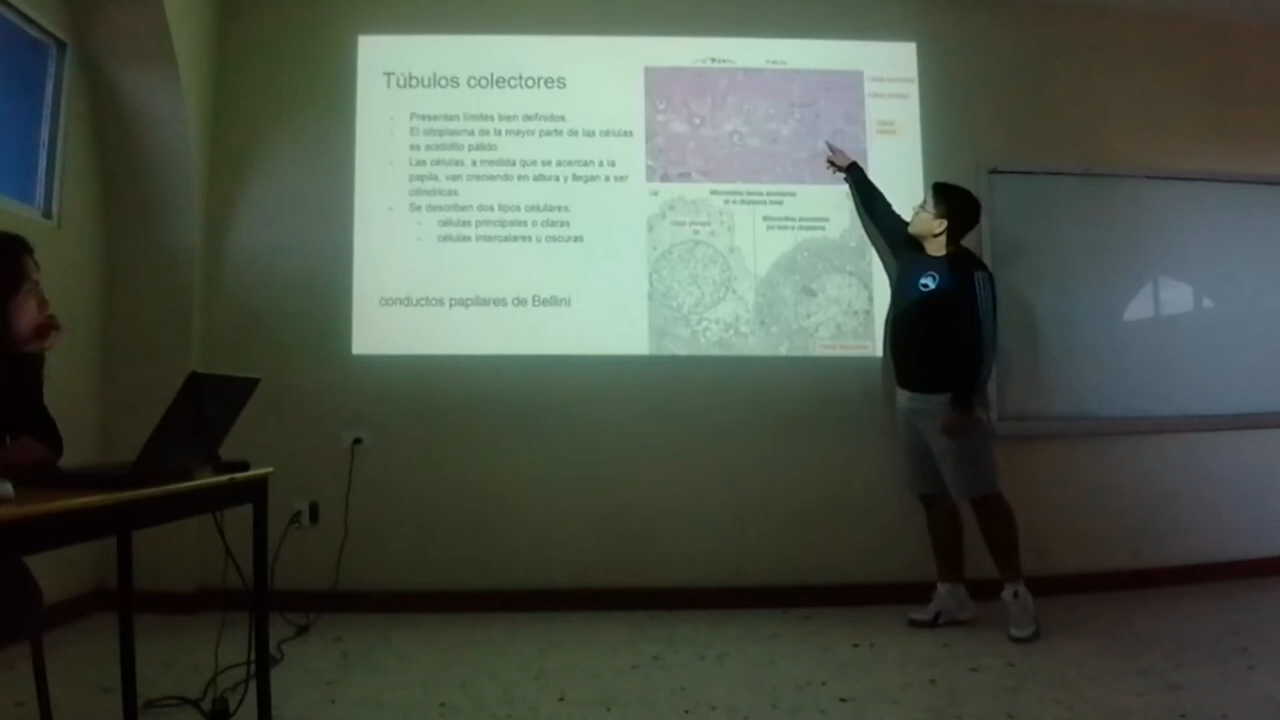 Túbulos colectores
- Presentan límites bien definidos.
- El citoplasma de la mayor parte de las células
es acidófilo pálido.
- Las células, a medida que se acercan a la
papila, van creciendo en altura y llegan a ser
cilíndricas.
- Se describen dos tipos celulares:
- células principales o claras
- células intercalares u oscuras
conductos papilares de Bellini